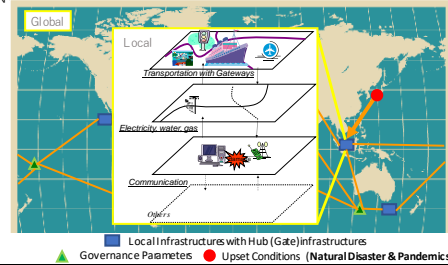 Global
Local
Transportation with Gateways
Electricity, water, gas
Communication
Others
Local Infrastructures with Hub (Gate) infrastructures
Governance Parameters
Upset Conditions (Natural Disaster & Pandemics